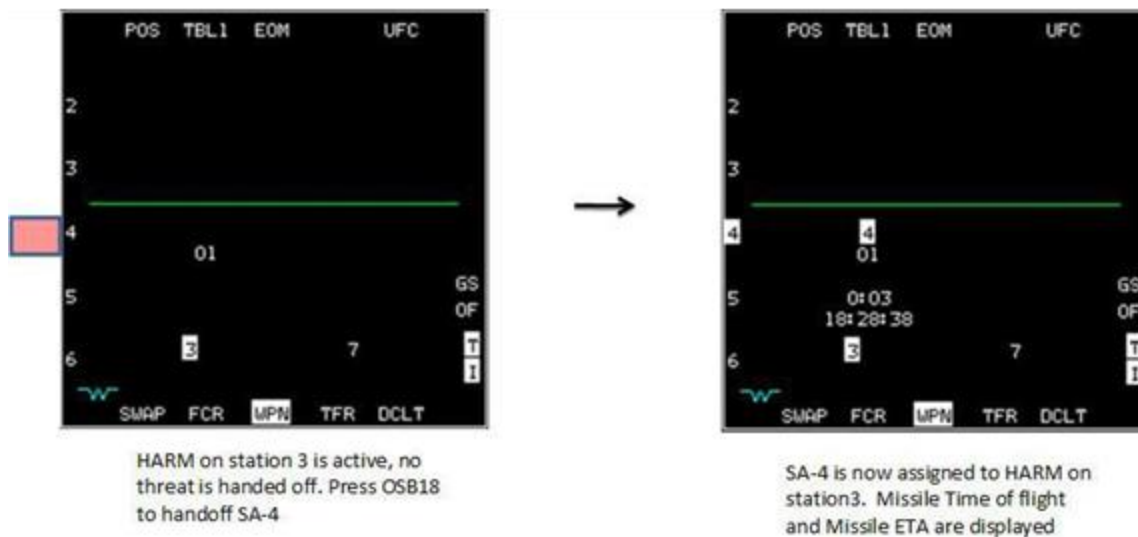 POS TBL1 EOM UFC
2
3
4
01
5
GS
OF
3 7 T
6 I
SWAP FCR WPN TFR DCLT
HARM on station 3 is active, no
threat is handed off. Press OSB18
to handoff SA-4
POS TBL1 EOM UFC
2
3
4 4
01
5 0:03 GS
18:28:38 OF
3 7 T
6 I
SWAP FCR WPN TFR DCLT
SA-4 is now assigned to HARM on
station3. Missile Time of flight
and Missile ETA are displayed